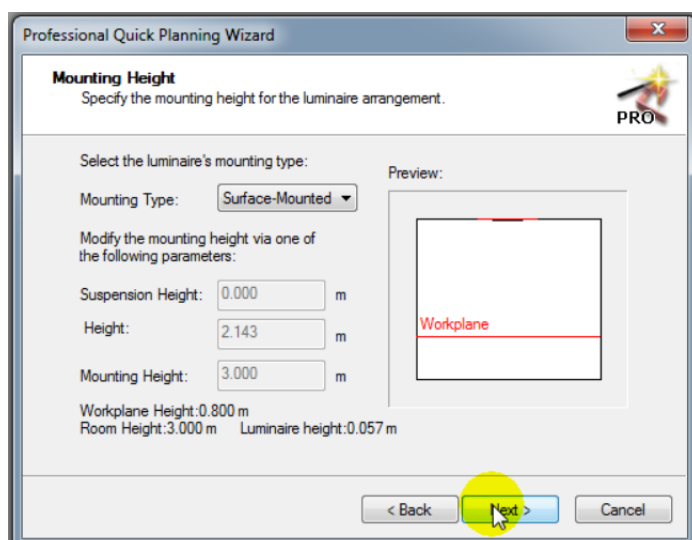 Professional Quick Planning Wizard
Mounting Height
Specify the mounting height for the luminaire arrangement.
PRO
Select the luminaire's mounting type:
Preview:
Mounting Type: Surface-Mounted
Modify the mounting height via one of
the following parameters:
Suspension Height: 0.000 m
Height: 2.143 m
Workplane
Mounting Height: 3.000 m
Workplane Height:0.800 m
Room Height:3.000 m Luminaire height:0.057 m
< Back Next > Cancel